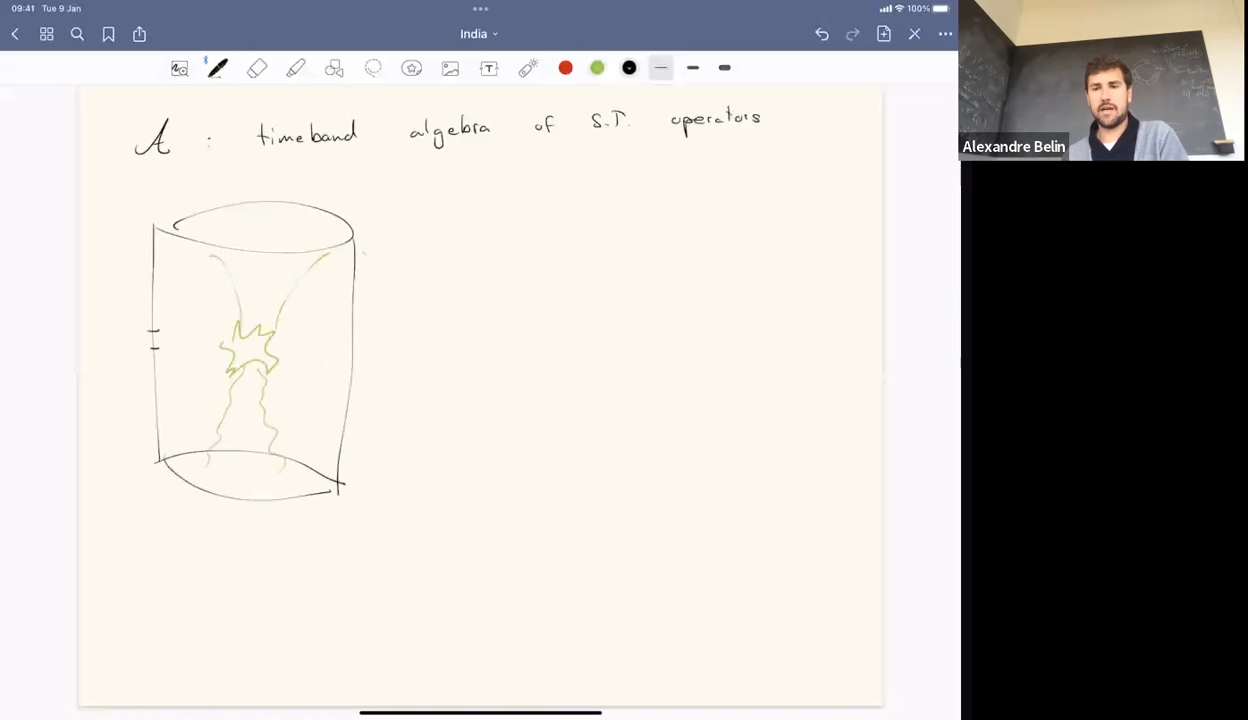 09:41 Tue 9 Jan
100%
India
T
𝒜 : timeband algebra of S.T. operators
Alexandre Belin